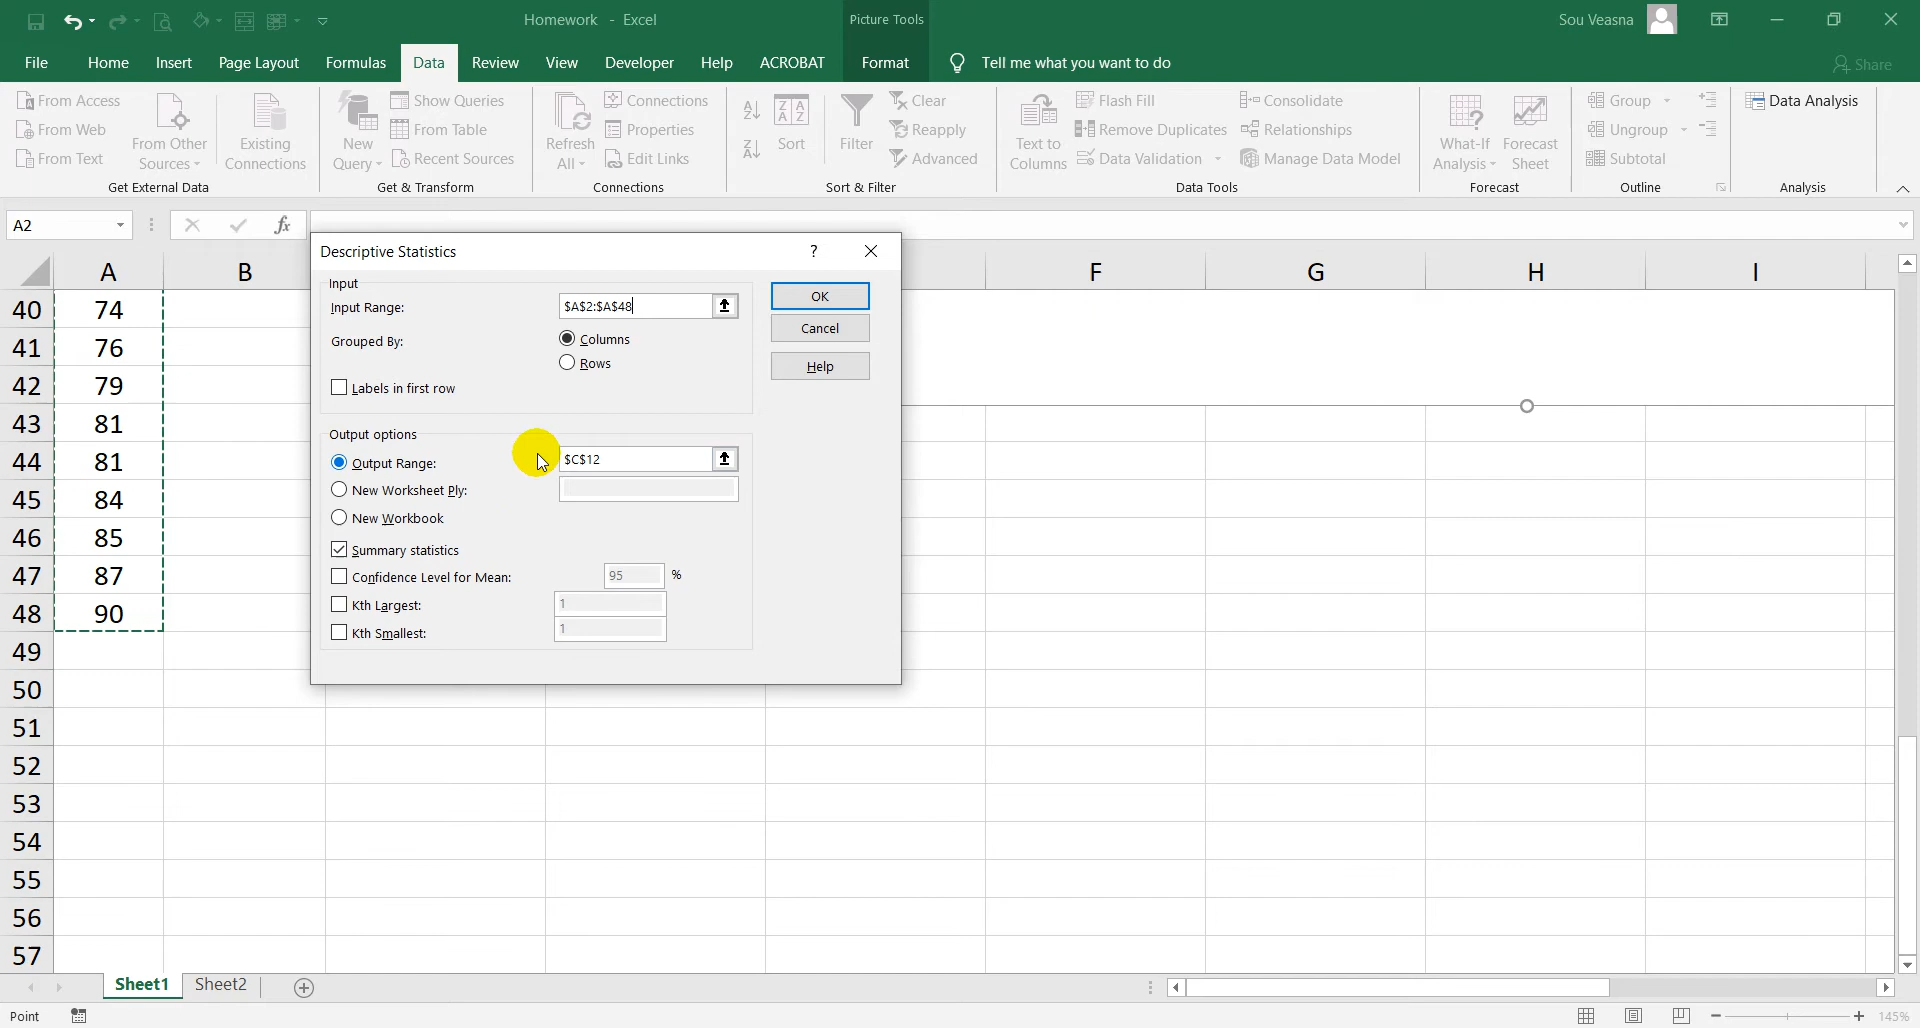 Homework - Excel
Picture Tools
Sou Veasna
File Home Insert Page Layout Formulas Data Review View Developer Help ACROBAT Format Tell me what you want to do Share
From Access
From Web
From Text
From Other Sources
Existing Connections
Get External Data
New Query
Show Queries
From Table
Recent Sources
Get & Transform
Refresh All
Connections
Properties
Edit Links
Connections
Sort
Filter
Clear
Reapply
Advanced
Sort & Filter
Text to Columns
Flash Fill
Remove Duplicates
Data Validation
Consolidate
Relationships
Manage Data Model
Data Tools
What-If Analysis
Forecast Sheet
Forecast
Group
Ungroup
Subtotal
Outline
Data Analysis
Analysis
A2 fx
Descriptive Statistics ?
Input
Input Range: $A$2:$A$48
Grouped By: Columns
Rows
Labels in first row
OK
Cancel
Help
Output options
Output Range: $C$12
New Worksheet Ply:
New Workbook
Summary statistics
Confidence Level for Mean: 95 %
Kth Largest: 1
Kth Smallest: 1
A B F G H I
40 74
41 76
42 79
43 81
44 81
45 84
46 85
47 87
48 90
49
50
51
52
53
54
55
56
57
Sheet1 Sheet2
Point 145%